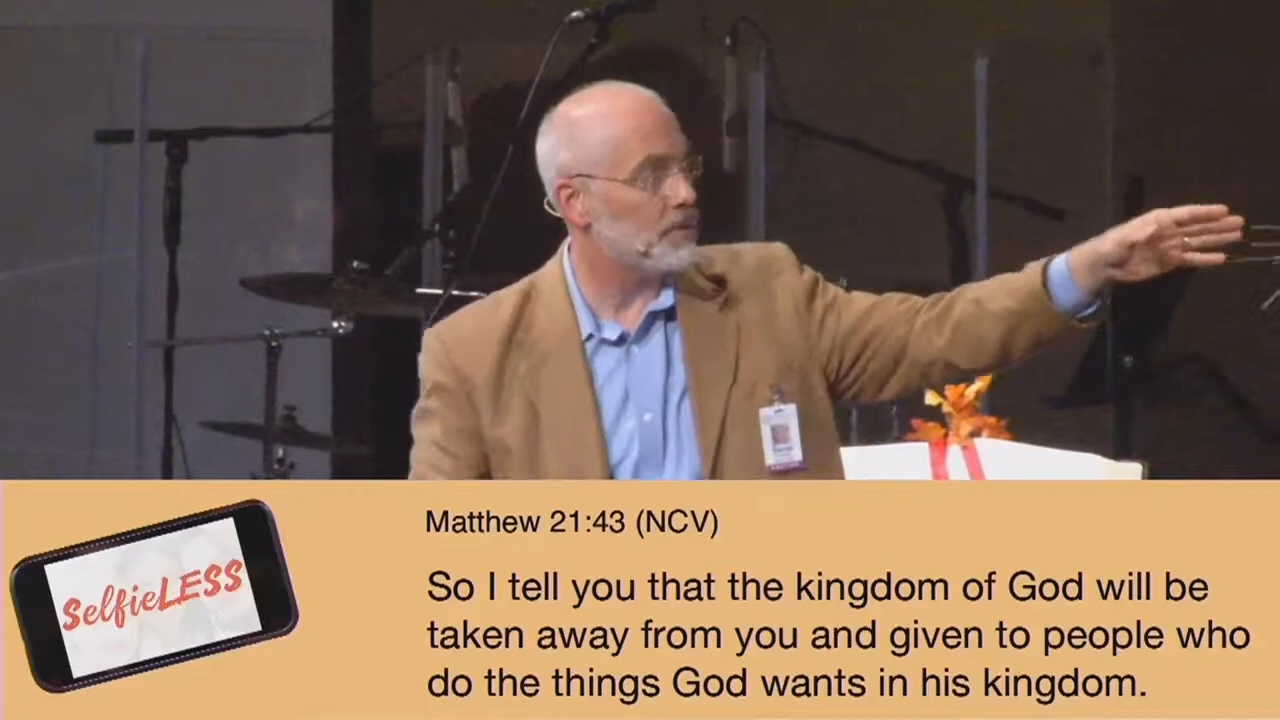 Matthew 21:43 (NCV)
So I tell you that the kingdom of God will be
taken away from you and given to people who
do the things God wants in his kingdom.
SelfieLESS